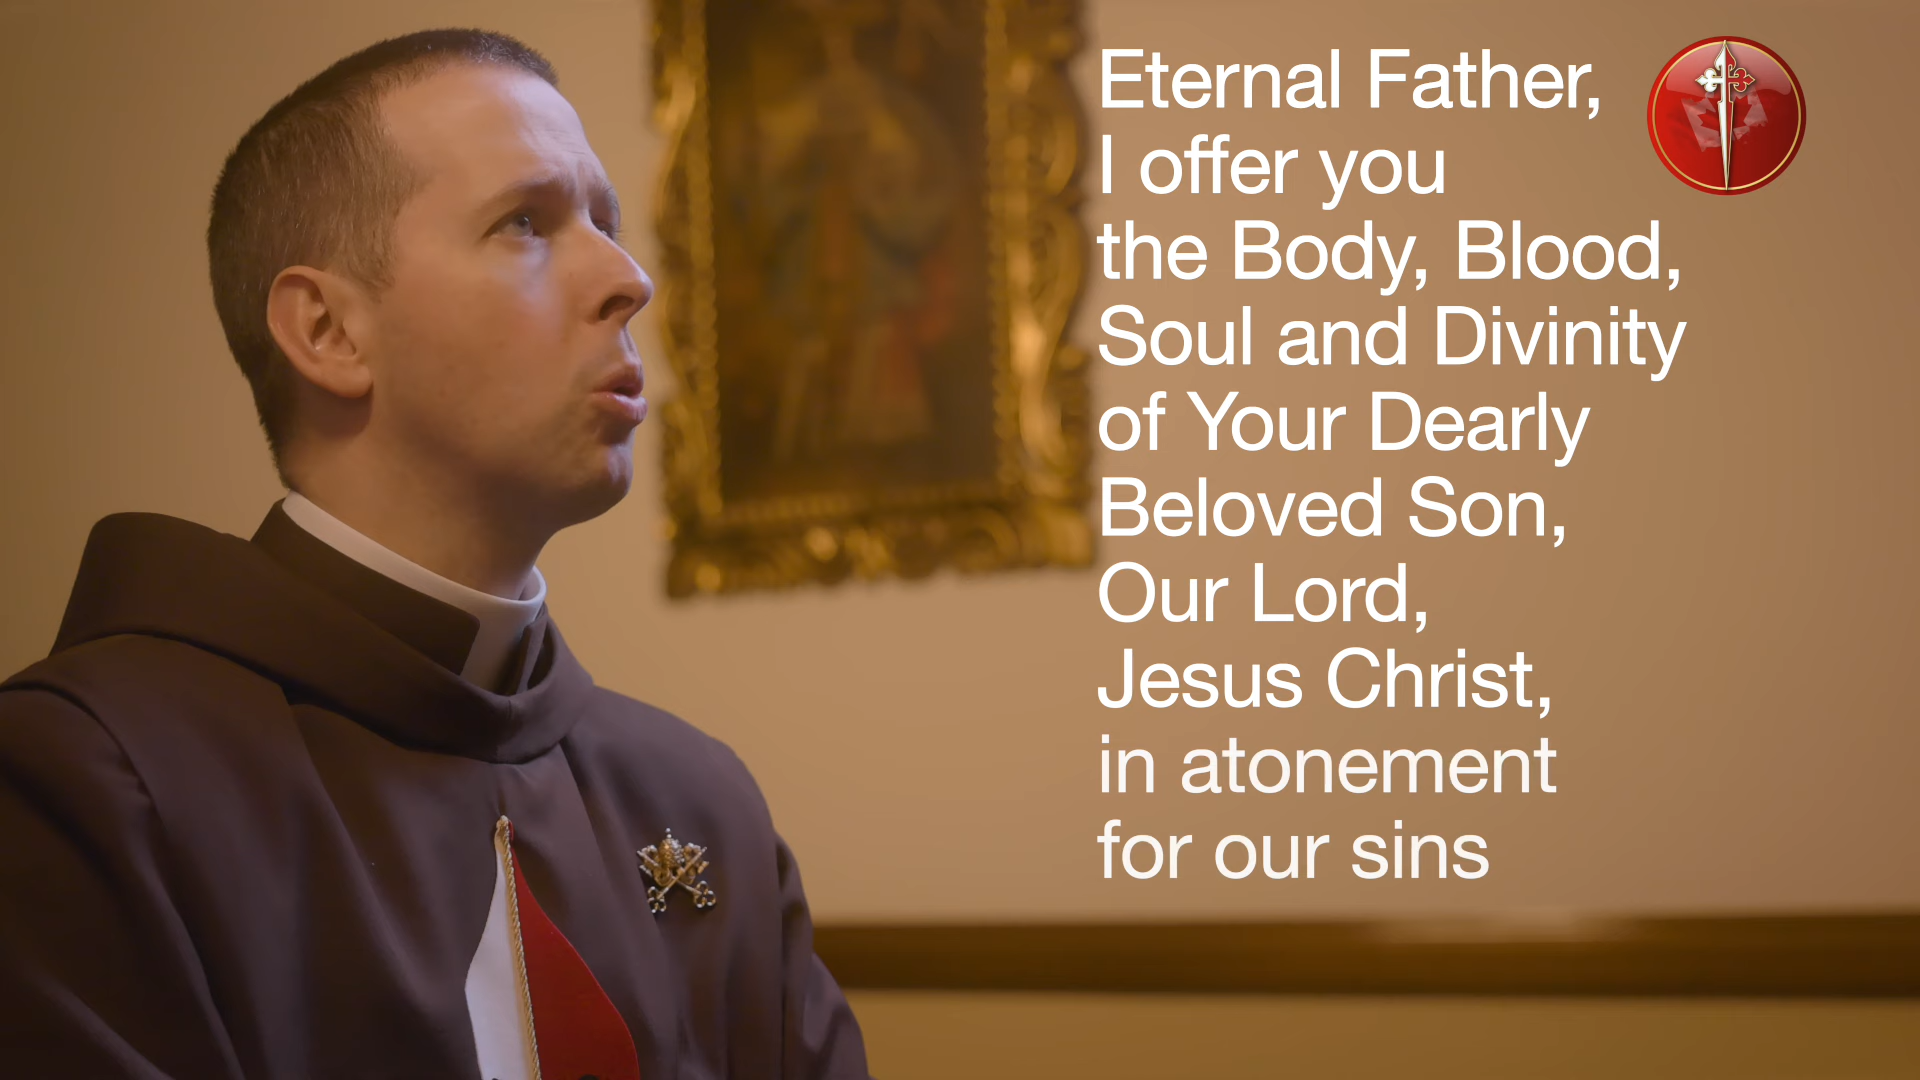 Eternal Father,
I offer you
the Body, Blood,
Soul and Divinity
of Your Dearly
Beloved Son,
Our Lord,
Jesus Christ,
in atonement
for our sins